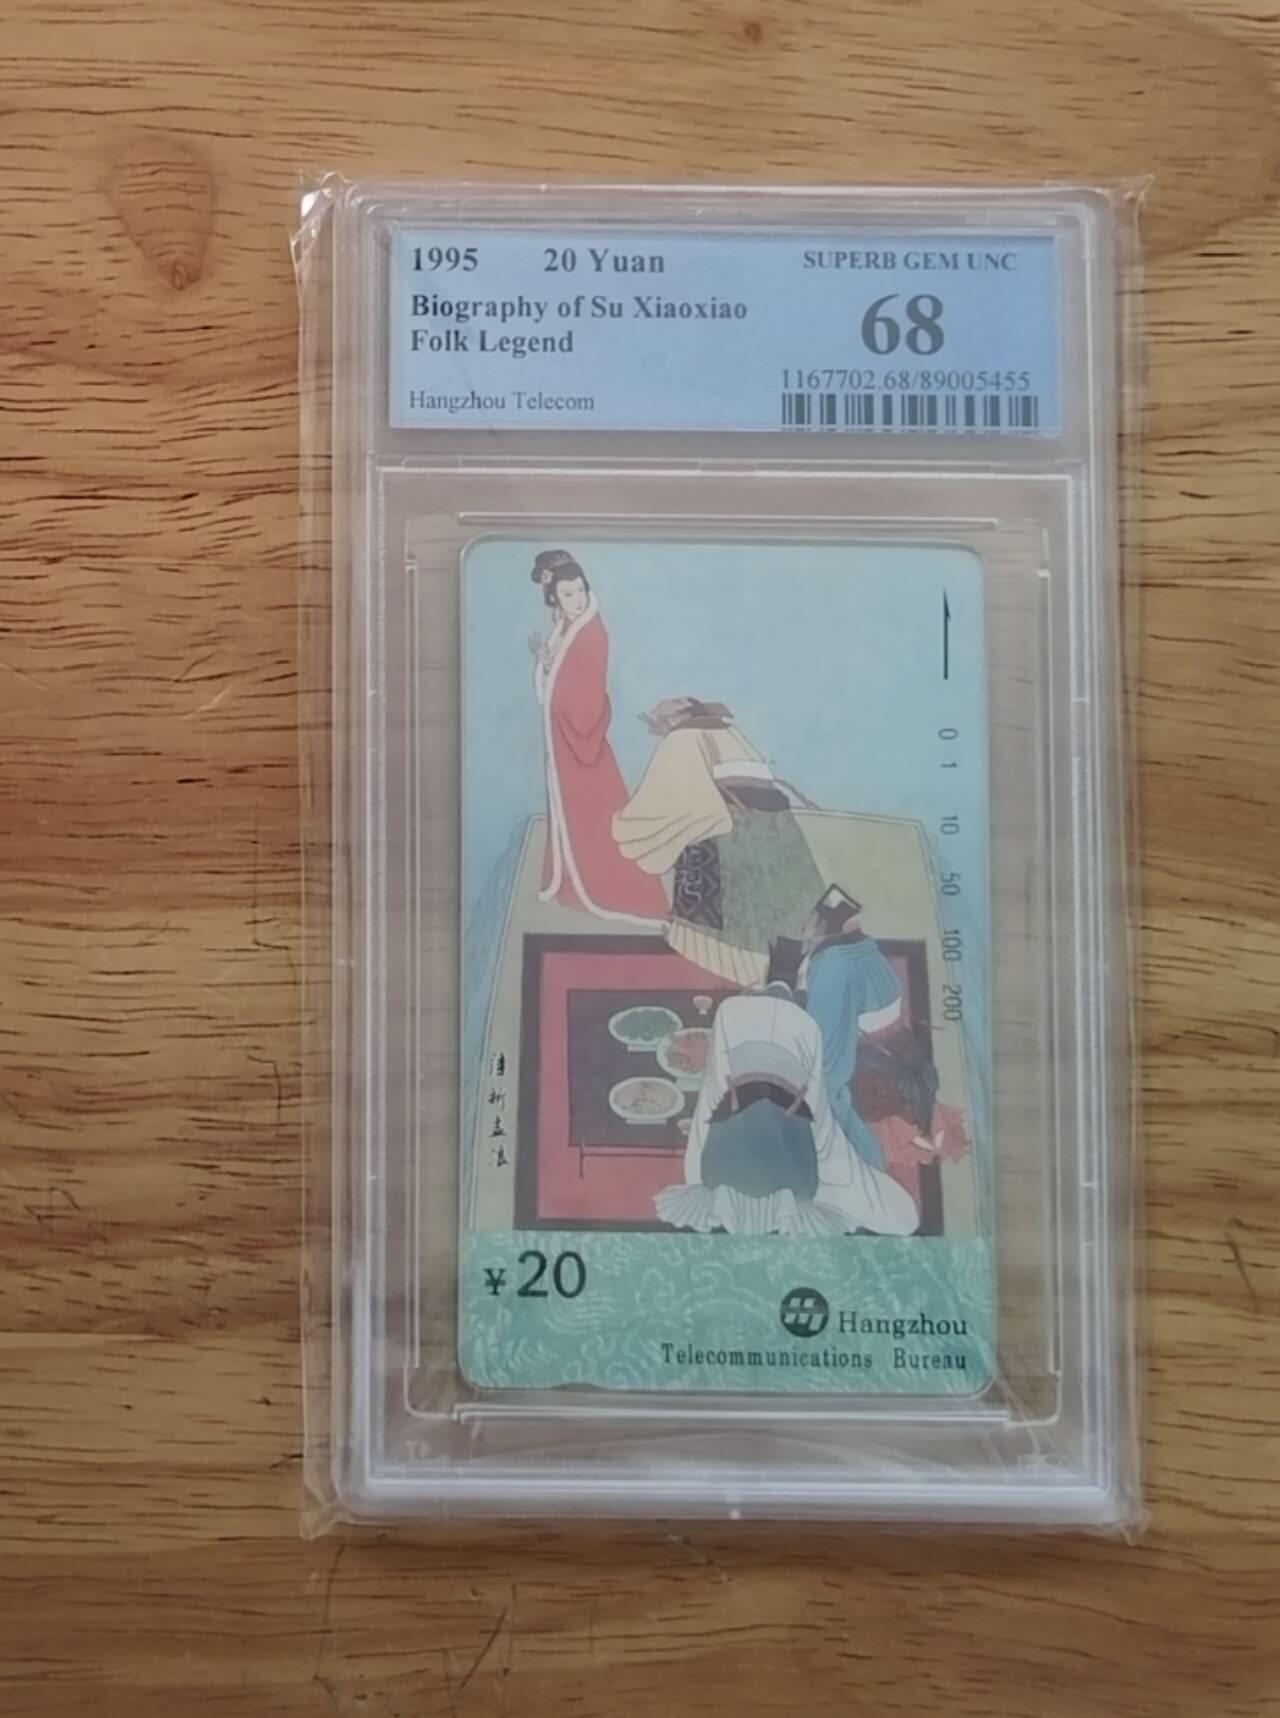 1995 20 Yuan
SUPERB GEM UNC
Biography of Su Xiaoxiao
Folk Legend
68
Hangzhou Telecom
1167702.68/89005455
0 1 10 50 100 200
¥20
Hangzhou
Telecommunications Bureau